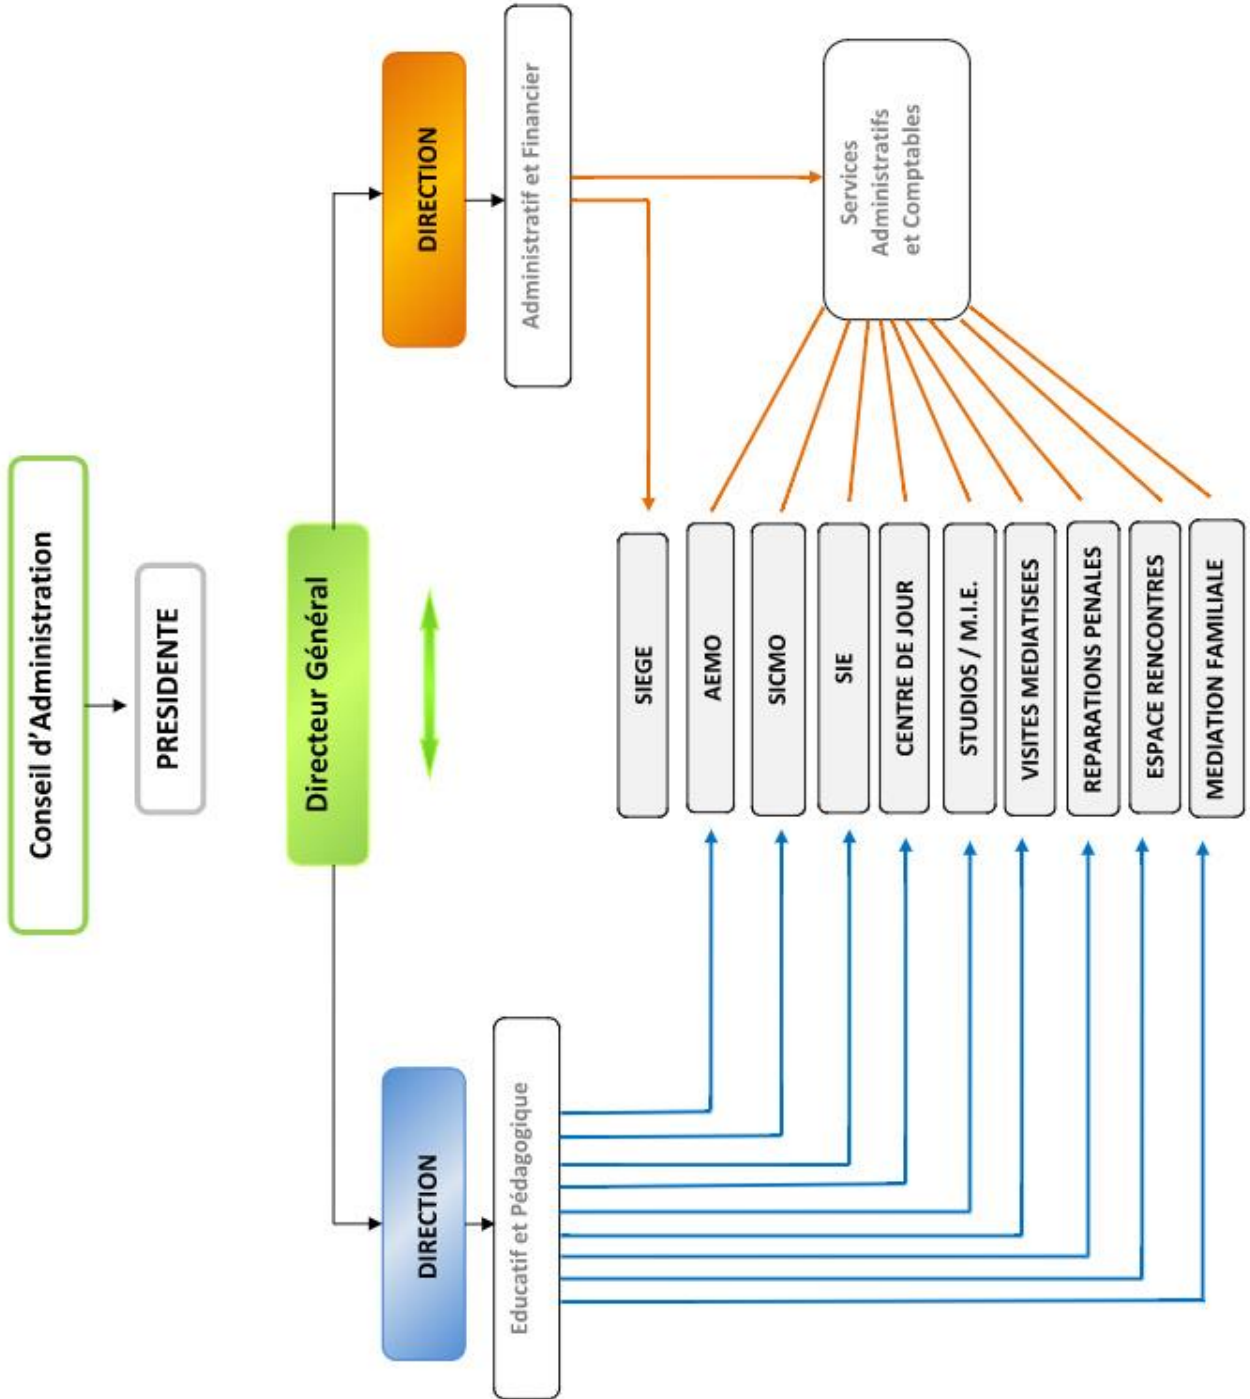 Conseil d'Administration
PRESIDENTE
Directeur Général
DIRECTION
Educatif et Pédagogique
DIRECTION
Administratif et Financier
Services
Administratifs
et Comptables
SIEGE
AEMO
SICMO
SIE
CENTRE DE JOUR
STUDIOS / M.I.E.
VISITES MEDIATISEES
REPARATIONS PENALES
ESPACE RENCONTRES
MEDIATION FAMILIALE